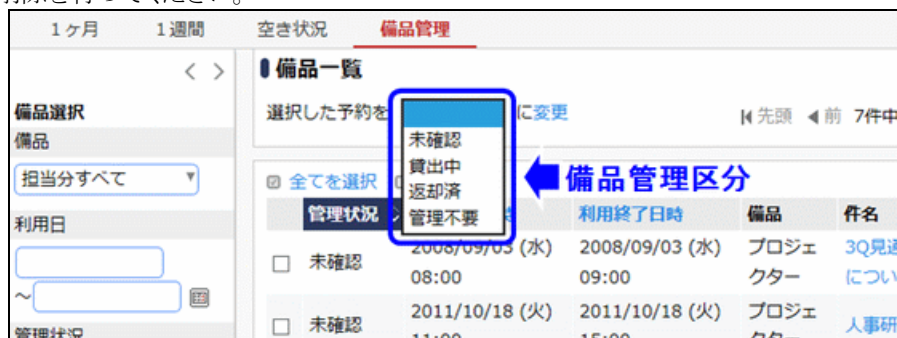 １ヶ月 １週間 空き状況 備品管理
備品一覧
選択した予約を に変更
先頭 前 7件中
備品選択
備品
担当分すべて
利用日
～
未確認
貸出中
返却済
管理不要
備品管理区分
全てを選択
管理状況 利用終了日時 備品 件名
未確認 2008/09/03 (水) 08:00 2008/09/03 (水) 09:00 プロジェクター 3Q見通
につい
未確認 2011/10/18 (火) 2011/10/18 (火) プロジェ 人事研
管理状況